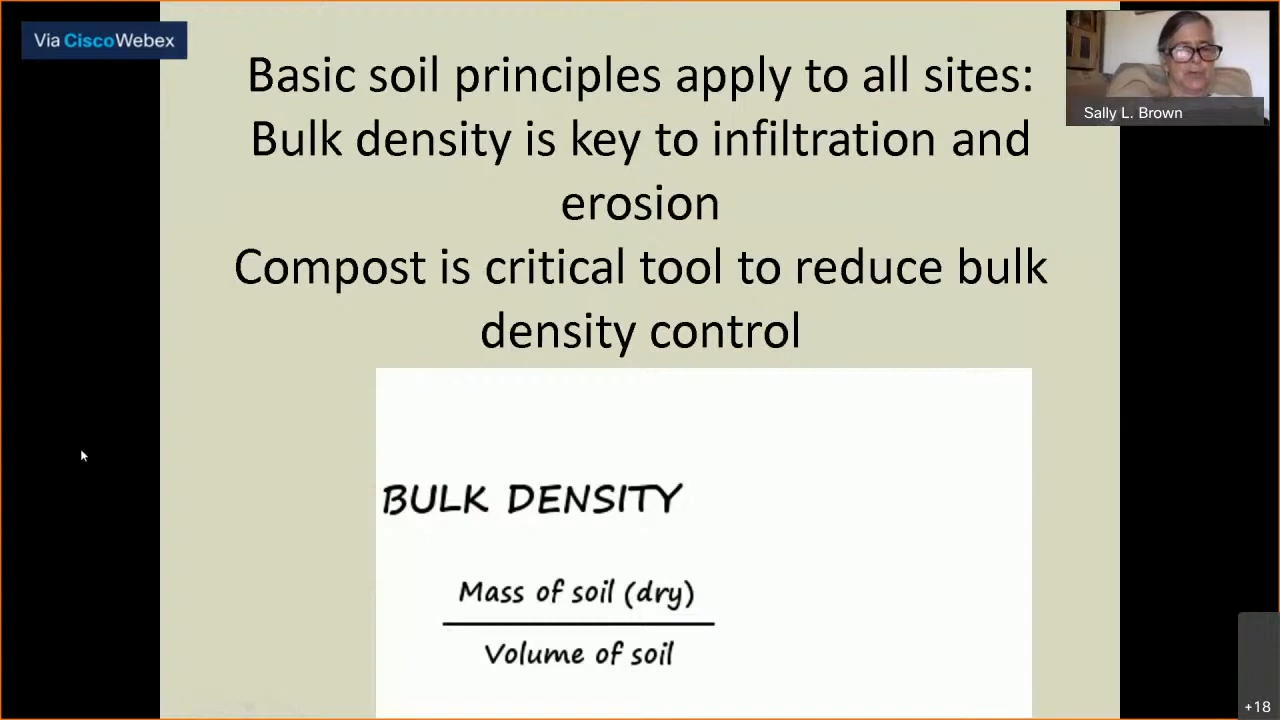 Via CiscoWebex
Basic soil principles apply to all sites:
Bulk density is key to infiltration and
erosion
Compost is critical tool to reduce bulk
density control
Sally L. Brown
BULK DENSITY
Mass of soil (dry)
Volume of soil
+18